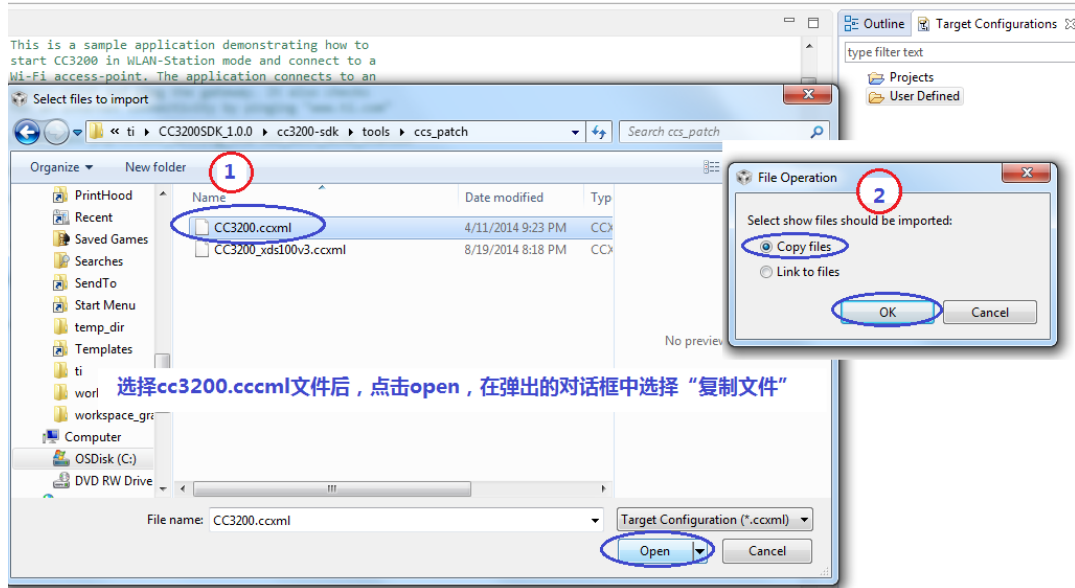 This is a sample application demonstrating how to
start CC3200 in WLAN-Station mode and connect to a
Wi-Fi access-point. The application connects to an
Outline
Target Configurations
type filter text
Projects
User Defined
Select files to import
« ti ▸ CC3200SDK_1.0.0 ▸ cc3200-sdk ▸ tools ▸ ccs_patch
Search ccs_patch
Organize
New folder
1
PrintHood
Recent
Saved Games
Searches
SendTo
Start Menu
temp_dir
Templates
ti
worl
workspace_gra
Computer
OSDisk (C:)
DVD RW Drive
Name Date modified Typ
CC3200.ccxml 4/11/2014 9:23 PM CCX
CC3200_xds100v3.ccxml 8/19/2014 8:18 PM CCX
No preview
选择cc3200.cccml文件后，点击open，在弹出的对话框中选择“复制文件”
File name: CC3200.ccxml
Target Configuration (*.ccxml)
Open
Cancel
File Operation
2
Select show files should be imported:
Copy files
Link to files
OK
Cancel